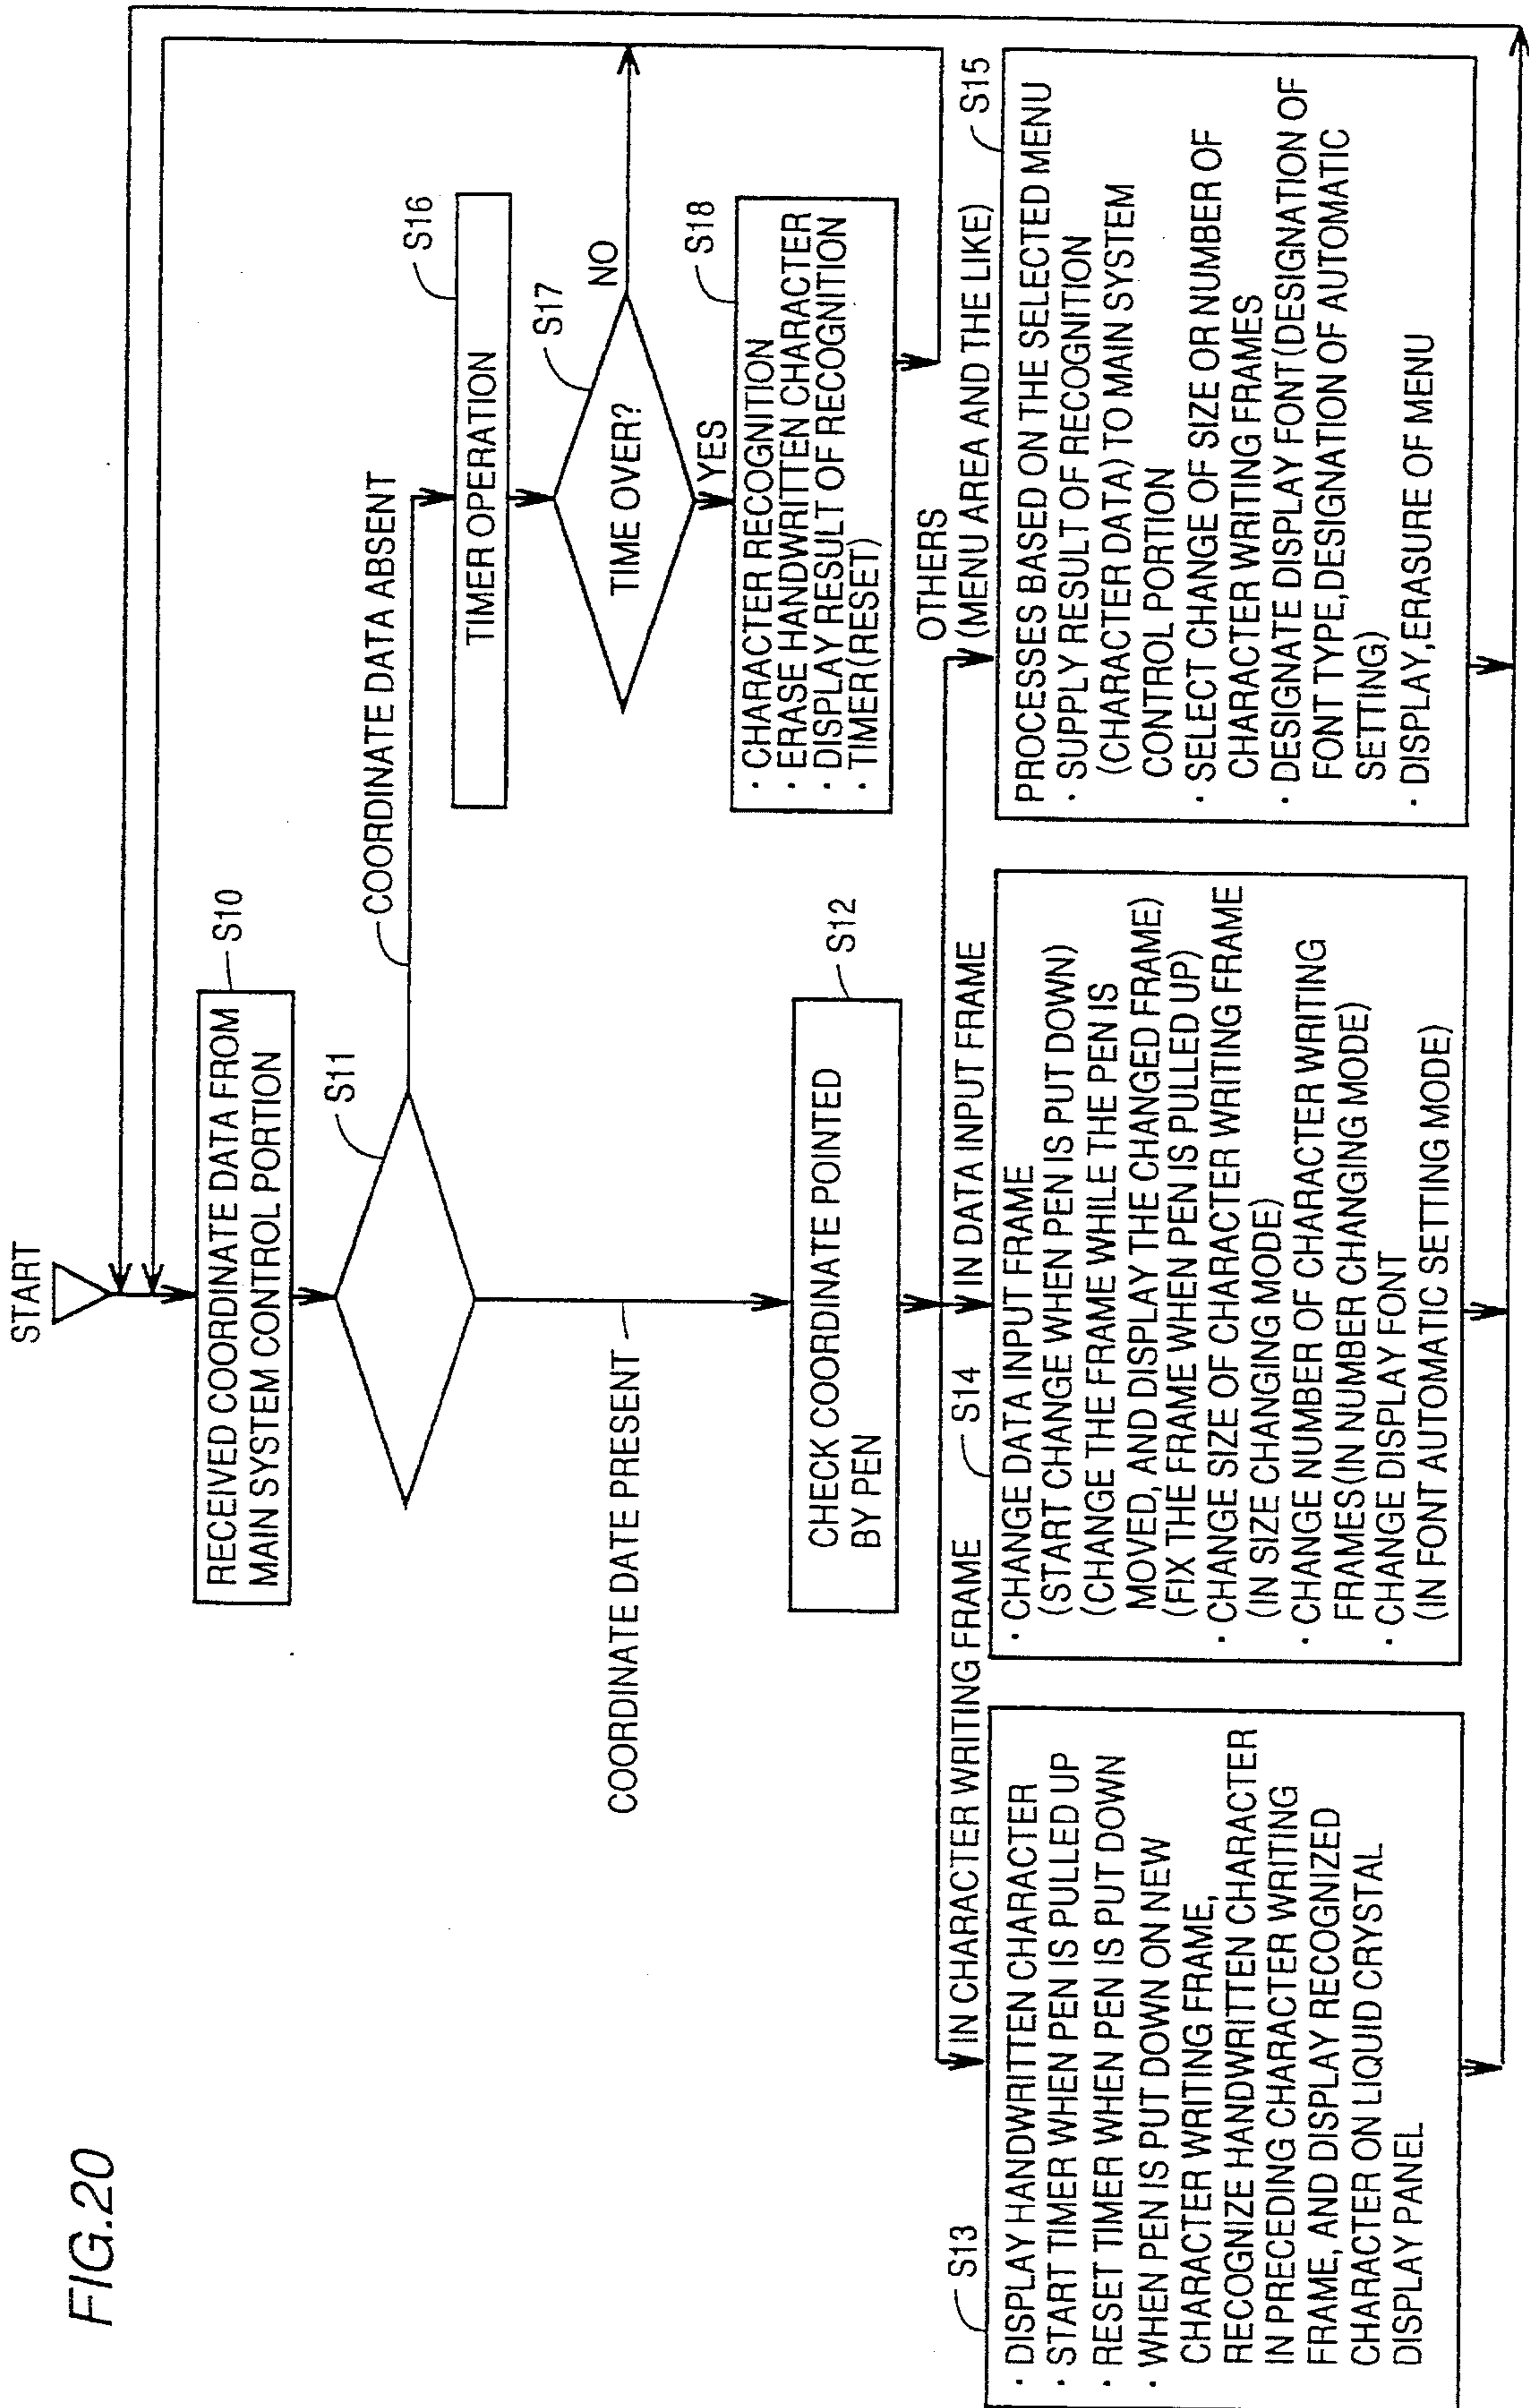 FIG.20
START
RECEIVED COORDINATE DATA FROM
MAIN SYSTEM CONTROL PORTION
S10
S11
COORDINATE DATA ABSENT
COORDINATE DATE PRESENT
TIMER OPERATION
S16
TIME OVER?
S17
NO
YES
· CHARACTER RECOGNITION
· ERASE HANDWRITTEN CHARACTER
· DISPLAY RESULT OF RECOGNITION
· TIMER(RESET)
S18
CHECK COORDINATE POINTED
BY PEN
S12
IN CHARACTER WRITING FRAME
S13
· DISPLAY HANDWRITTEN CHARACTER
· START TIMER WHEN PEN IS PULLED UP
· RESET TIMER WHEN PEN IS PUT DOWN
· WHEN PEN IS PUT DOWN ON NEW
CHARACTER WRITING FRAME,
RECOGNIZE HANDWRITTEN CHARACTER
IN PRECEDING CHARACTER WRITING
FRAME, AND DISPLAY RECOGNIZED
CHARACTER ON LIQUID CRYSTAL
DISPLAY PANEL
S14
IN DATA INPUT FRAME
· CHANGE DATA INPUT FRAME
(START CHANGE WHEN PEN IS PUT DOWN)
(CHANGE THE FRAME WHILE THE PEN IS
MOVED, AND DISPLAY THE CHANGED FRAME)
(FIX THE FRAME WHEN PEN IS PULLED UP)
· CHANGE SIZE OF CHARACTER WRITING FRAME
(IN SIZE CHANGING MODE)
· CHANGE NUMBER OF CHARACTER WRITING
FRAMES(IN NUMBER CHANGING MODE)
· CHANGE DISPLAY FONT
(IN FONT AUTOMATIC SETTING MODE)
OTHERS
(MENU AREA AND THE LIKE)
S15
PROCESSES BASED ON THE SELECTED MENU
· SUPPLY RESULT OF RECOGNITION
(CHARACTER DATA) TO MAIN SYSTEM
CONTROL PORTION
· SELECT CHANGE OF SIZE OR NUMBER OF
CHARACTER WRITING FRAMES
· DESIGNATE DISPLAY FONT(DESIGNATION OF
FONT TYPE,DESIGNATION OF AUTOMATIC
SETTING)
· DISPLAY,ERASURE OF MENU